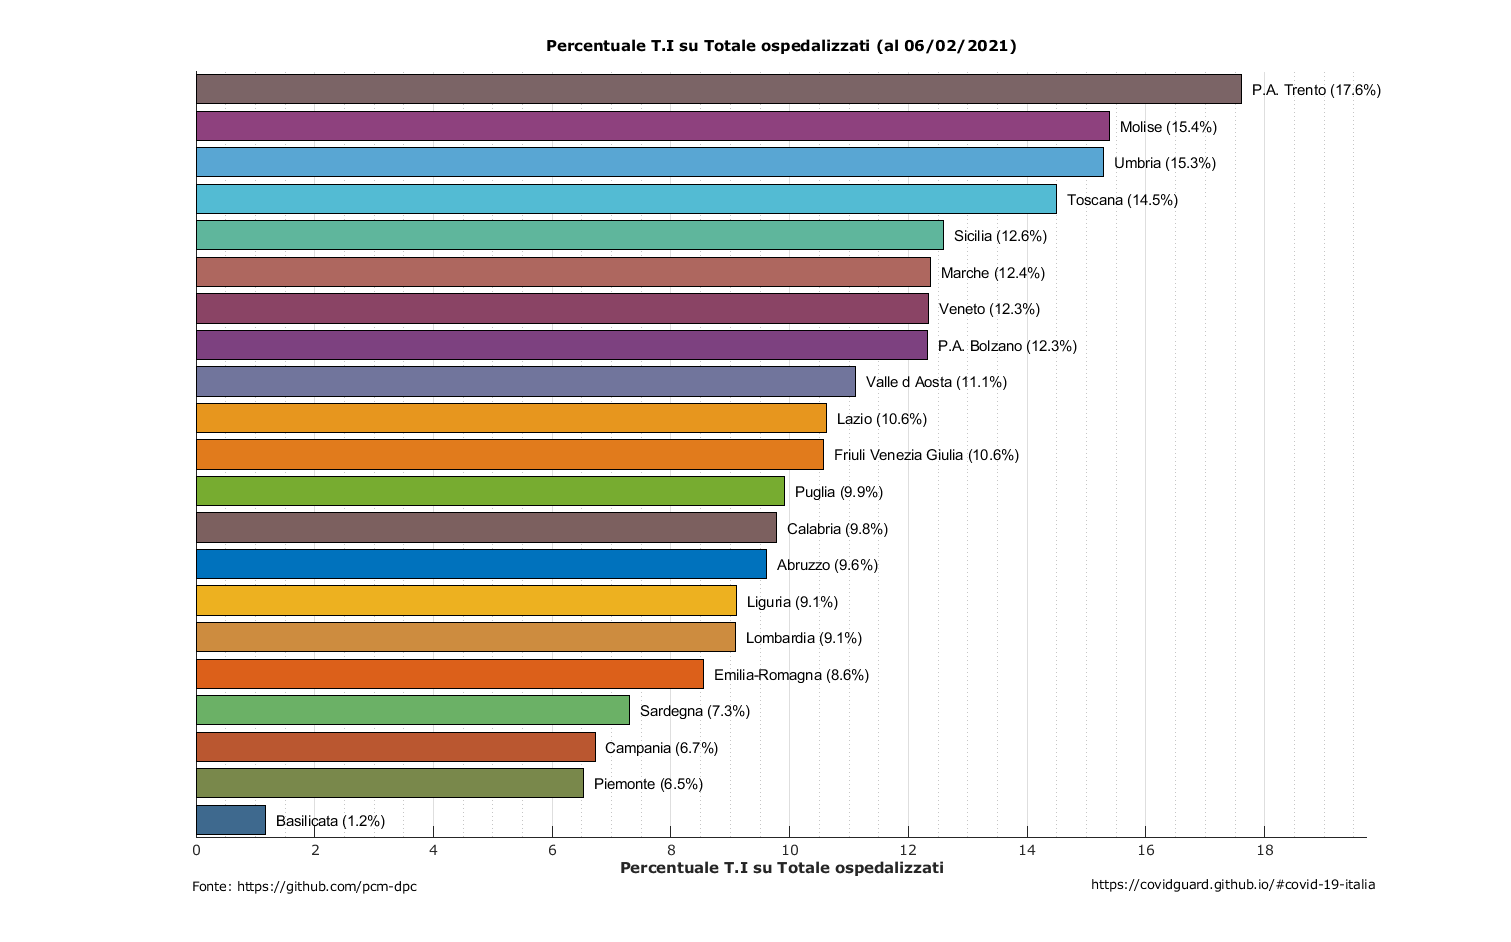 Percentuale T.I su Totale ospedalizzati (al 06/02/2021)
P.A. Trento (17.6%)
Molise (15.4%)
Umbria (15.3%)
Toscana (14.5%)
Sicilia (12.6%)
Marche (12.4%)
Veneto (12.3%)
P.A. Bolzano (12.3%)
Valle d Aosta (11.1%)
Lazio (10.6%)
Friuli Venezia Giulia (10.6%)
Puglia (9.9%)
Calabria (9.8%)
Abruzzo (9.6%)
Liguria (9.1%)
Lombardia (9.1%)
Emilia-Romagna (8.6%)
Sardegna (7.3%)
Campania (6.7%)
Piemonte (6.5%)
Basilicata (1.2%)
0 2 4 6 8 10 12 14 16 18
Percentuale T.I su Totale ospedalizzati
Fonte: https://github.com/pcm-dpc
https://covidguard.github.io/#covid-19-italia